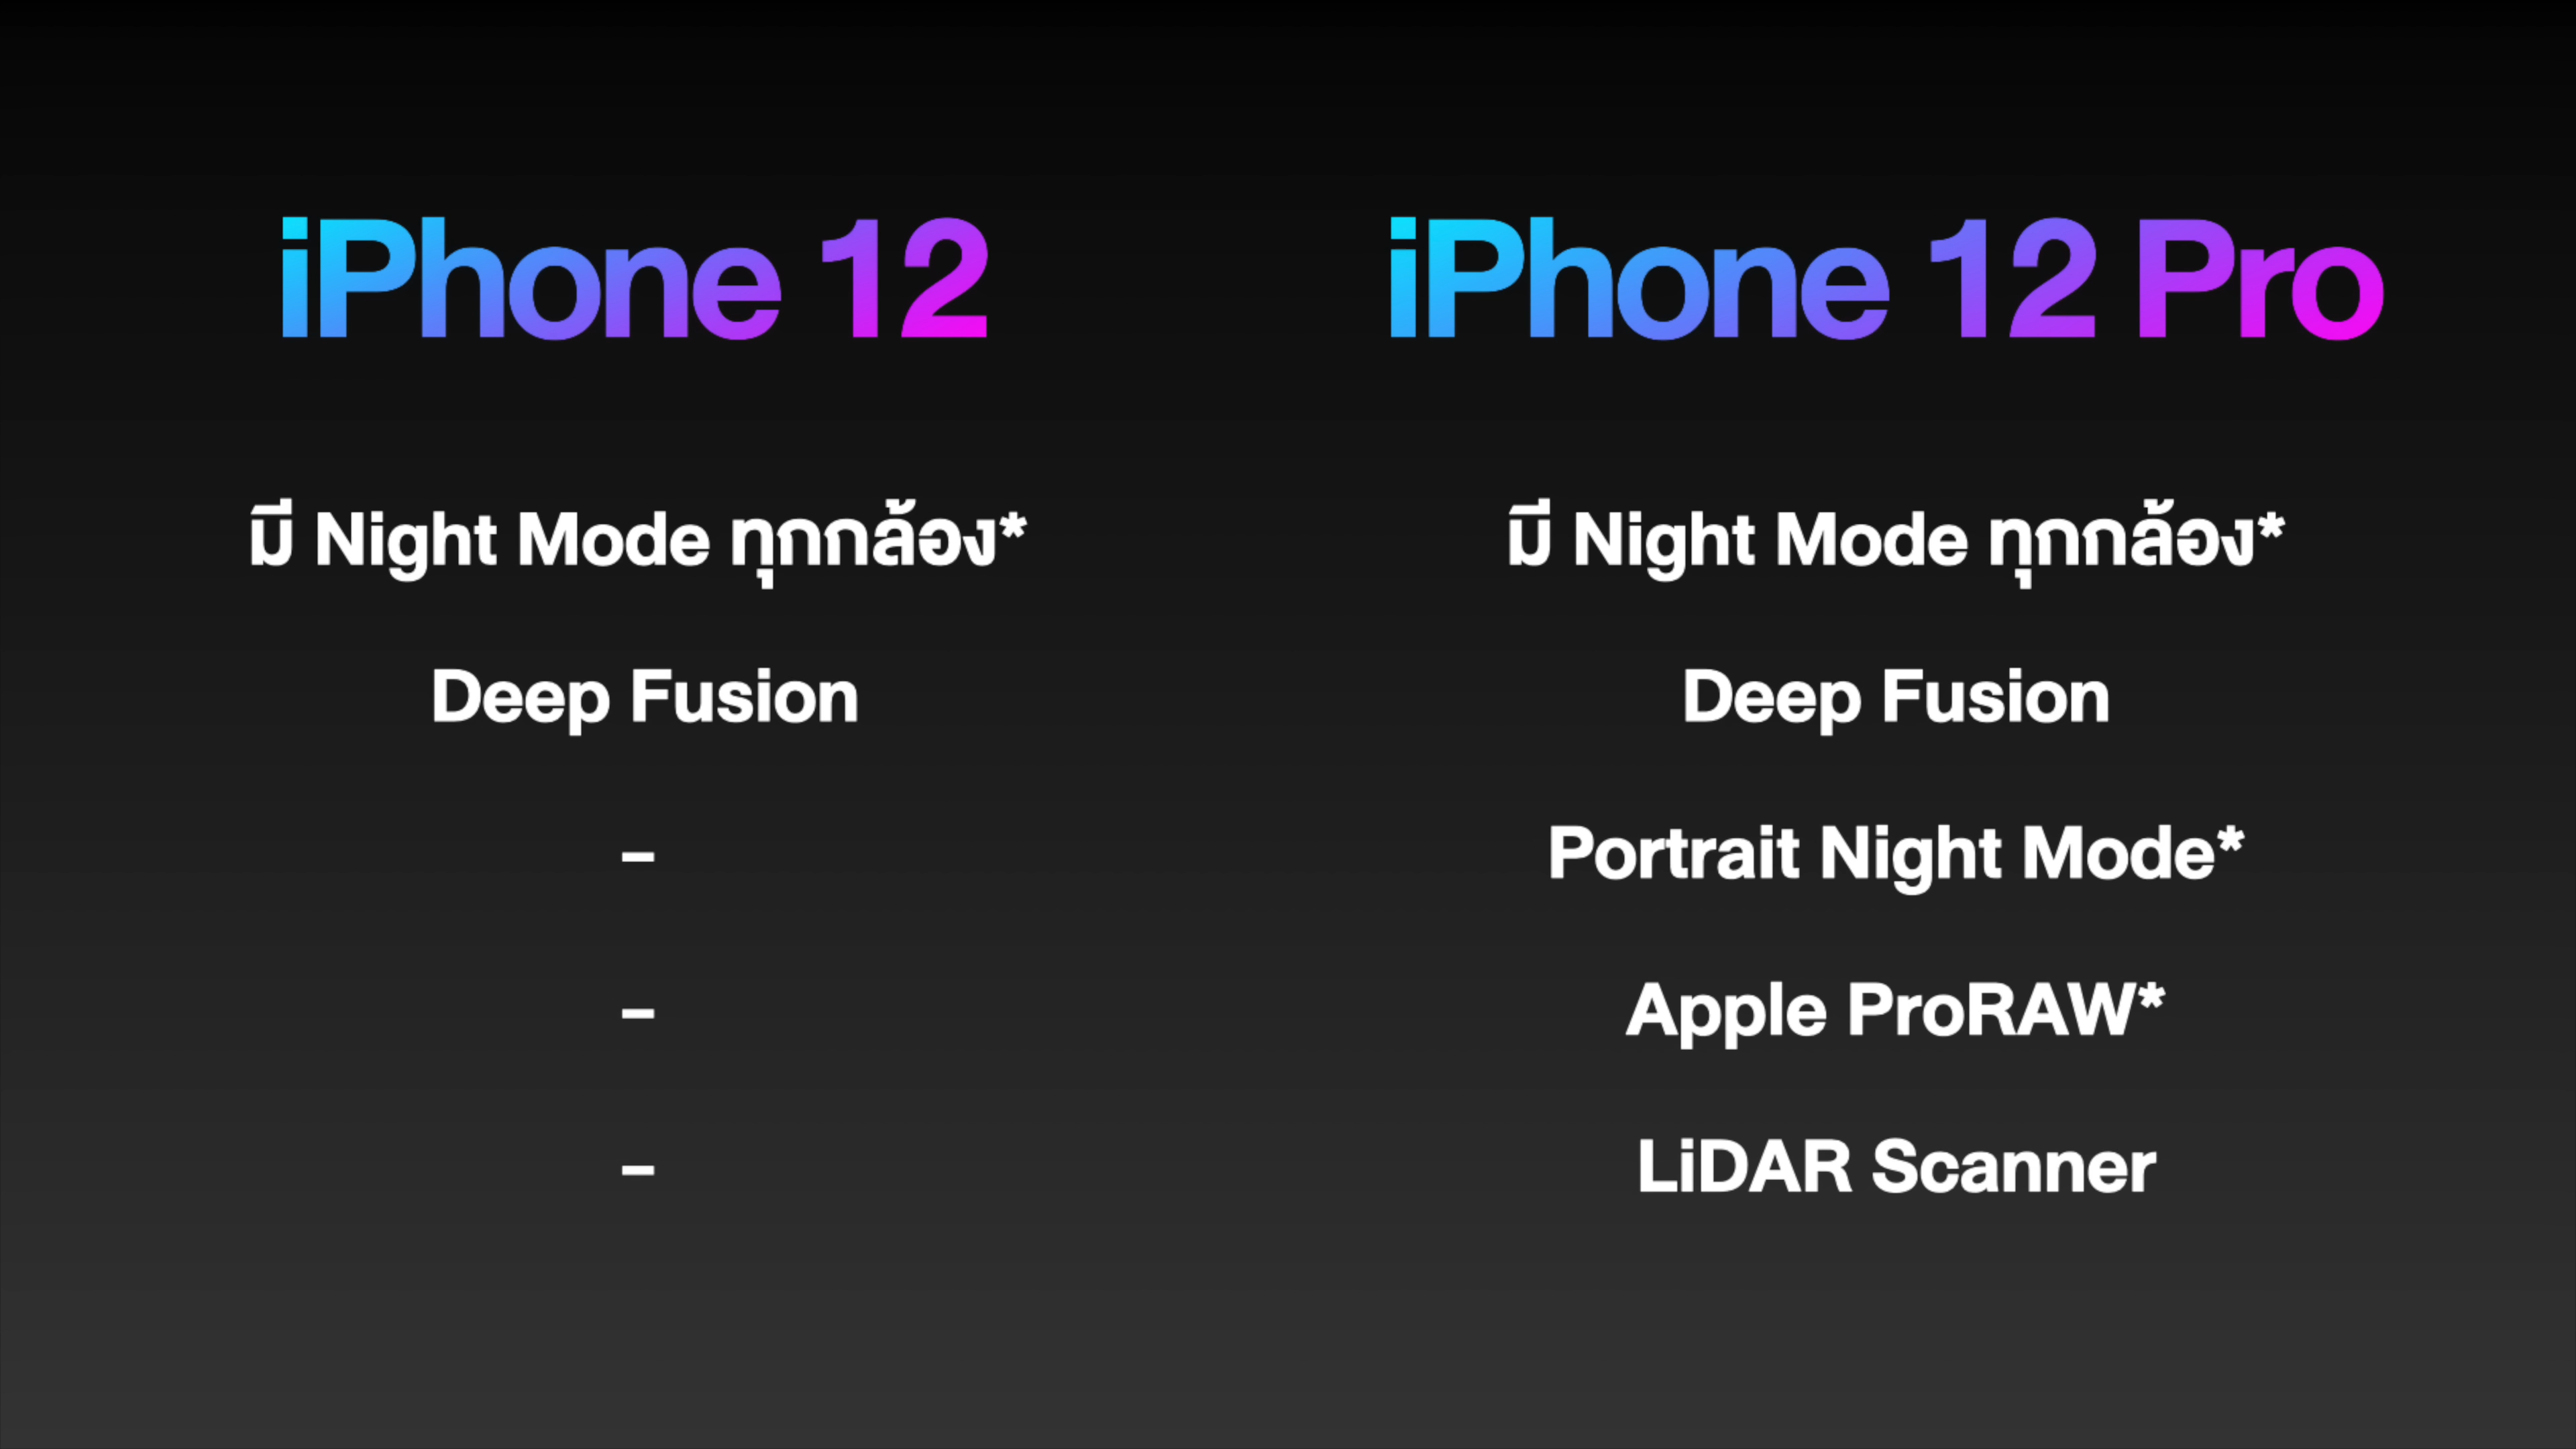 iPhone 12
มี Night Mode ทุกกล้อง*
Deep Fusion
-
-
-
iPhone 12 Pro
มี Night Mode ทุกกล้อง*
Deep Fusion
Portrait Night Mode*
Apple ProRAW*
LiDAR Scanner